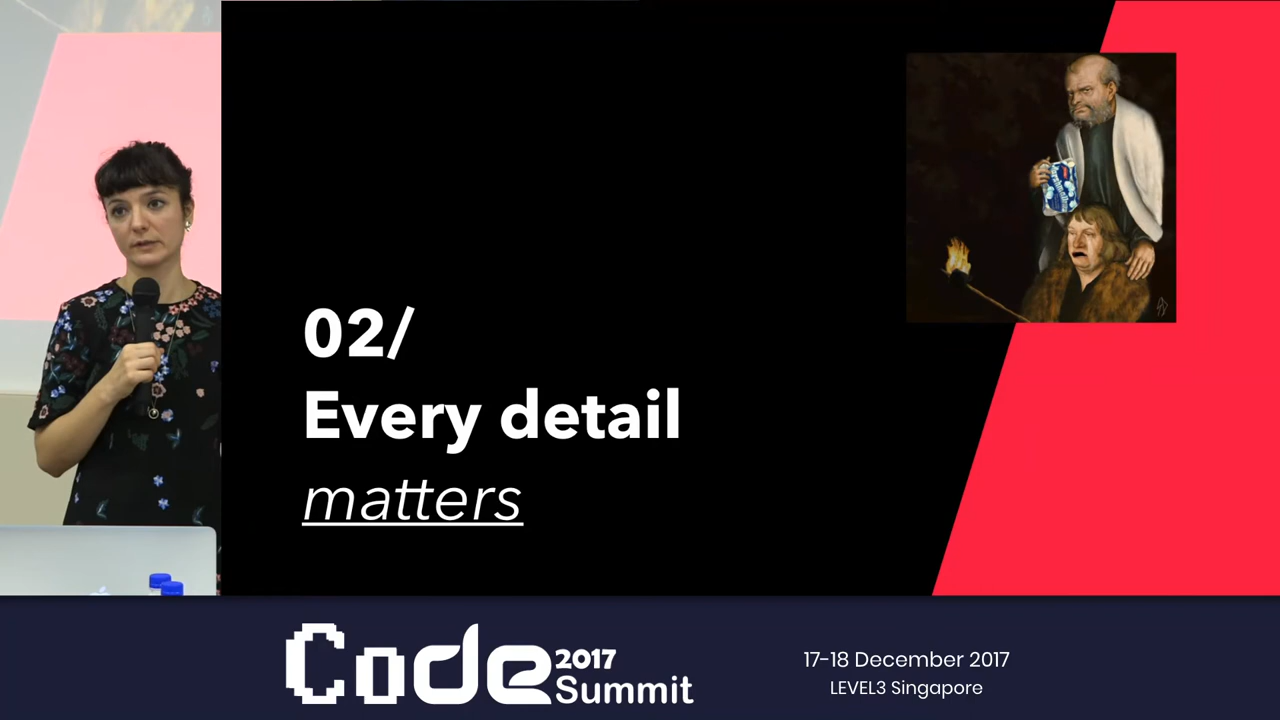 02/
Every detail
matters
Code 2017 Summit
17-18 December 2017
LEVEL3 Singapore